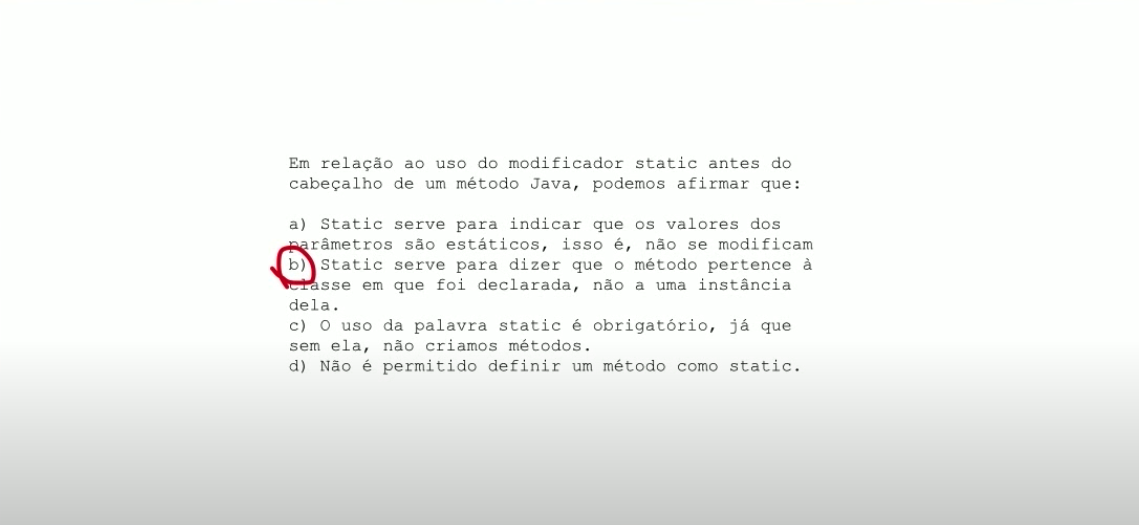 Em relação ao uso do modificador static antes do
cabeçalho de um método Java, podemos afirmar que:
a) Static serve para indicar que os valores dos
parâmetros são estáticos, isso é, não se modificam
b) Static serve para dizer que o método pertence à
classe em que foi declarada, não a uma instância
dela.
c) O uso da palavra static é obrigatório, já que
sem ela, não criamos métodos.
d) Não é permitido definir um método como static.